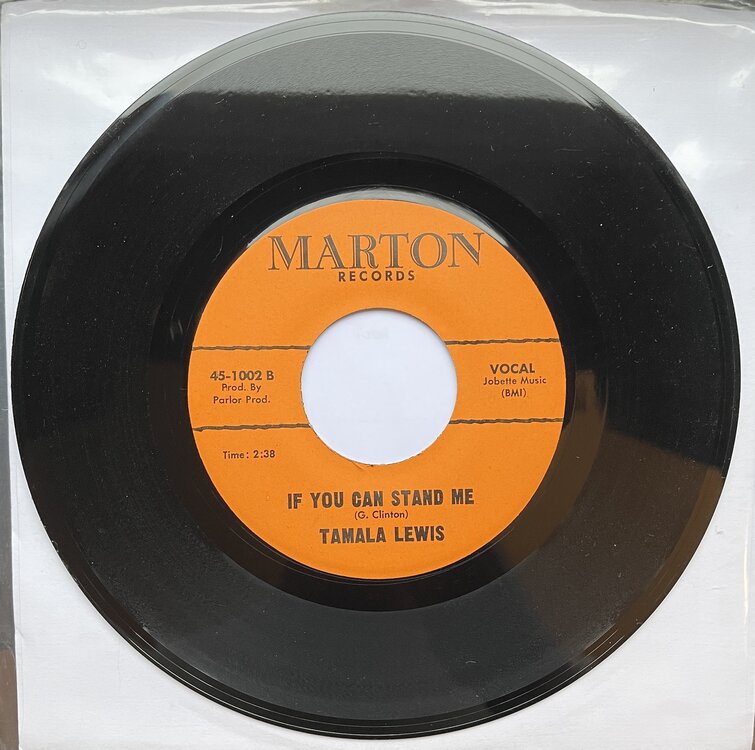 MARTON
RECORDS
45-1002 B
Prod. By
Parlor Prod.
VOCAL
Jobette Music
(BMI)
Time: 2:38
IF YOU CAN STAND ME
(G. Clinton)
TAMALA LEWIS